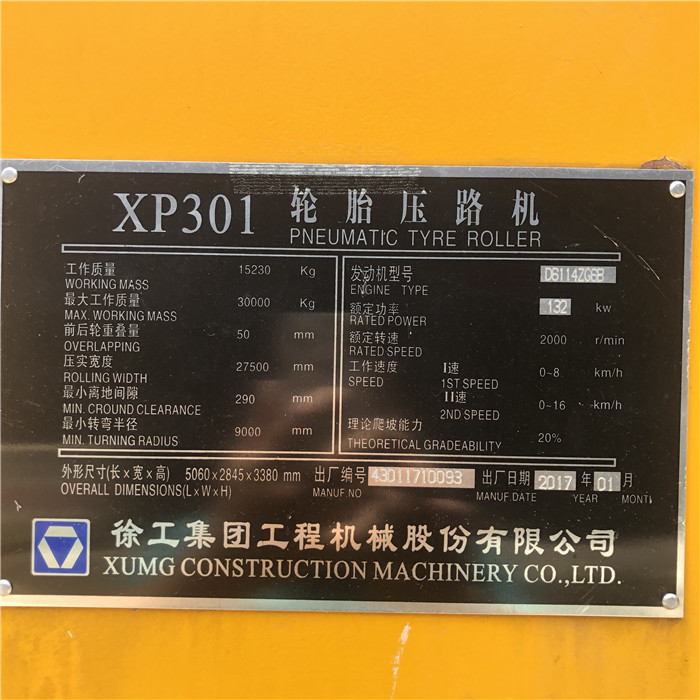 XP301 轮胎压路机
PNEUMATIC TYRE ROLLER
工作质量 15230 Kg
WORKING MASS
最大工作质量 30000 Kg
MAX. WORKING MASS
前后轮重叠量 50 mm
OVERLAPPING
压实宽度 27500 mm
ROLLING WIDTH
最小离地间隙 290 mm
MIN. CROUND CLEARANCE
最小转弯半径 9000 mm
MIN. TURNING RADIUS
发动机型号 D6114ZG6B
ENGINE TYPE
额定功率 132 kw
RATED POWER
额定转速 2000 r/min
RATED SPEED
工作速度 I速 0~8 km/h
SPEED 1ST SPEED
II速 0~16 km/h
2ND SPEED
理论爬坡能力 20%
THEORETICAL GRADEABILITY
外形尺寸(长×宽×高) 5060×2845×3380 mm 出厂编号 43011710093 出厂日期 2017 年 01 月
OVERALL DIMENSIONS(L×W×H) MANUF.NO MANUF.DATE YEAR MONT
徐工集团工程机械股份有限公司
XUMG CONSTRUCTION MACHINERY CO.,LTD.